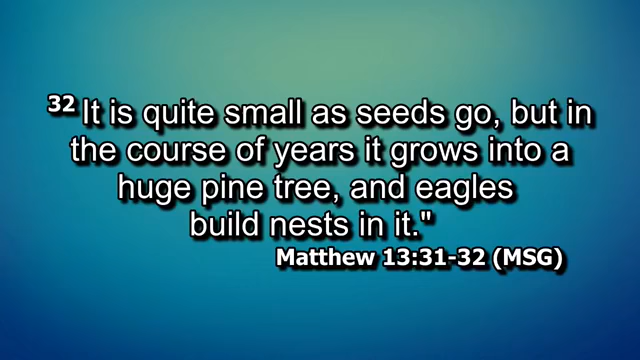 32 It is quite small as seeds go, but in
the course of years it grows into a
huge pine tree, and eagles
build nests in it."
Matthew 13:31-32 (MSG)